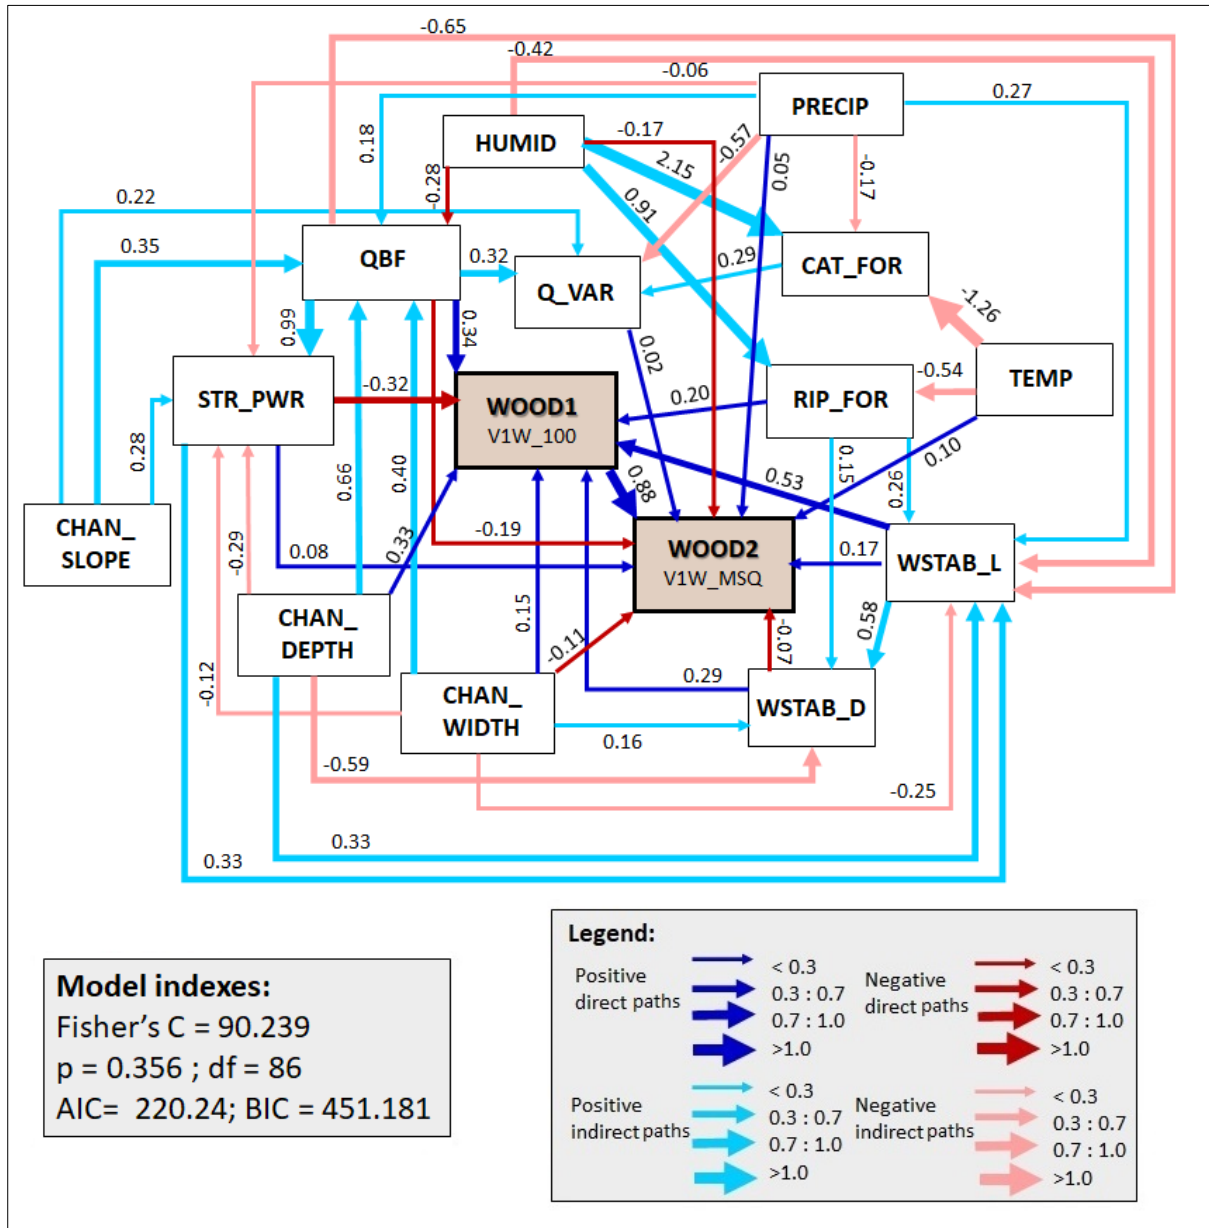 -0.65
-0.42
-0.06
PRECIP
0.27
HUMID
-0.17
-0.57
0.18
2.15
0.05
-0.17
-0.28
0.91
0.22
0.35
QBF
0.32
Q_VAR
0.29
CAT_FOR
-1.26
0.99
0.34
0.02
-0.54
TEMP
STR_PWR
-0.32
WOOD1
V1W_100
0.20
RIP_FOR
0.28
0.66
0.40
0.88
0.53
0.15
0.26
0.10
CHAN_
SLOPE
-0.29
0.08
0.33
-0.19
WOOD2
V1W_MSQ
0.17
WSTAB_L
CHAN_
DEPTH
0.15
-0.11
-0.07
0.58
-0.12
CHAN_
WIDTH
0.29
WSTAB_D
0.16
-0.59
-0.25
0.33
0.33
Model indexes:
Fisher's C = 90.239
p = 0.356 ; df = 86
AIC= 220.24; BIC = 451.181
Legend:
Positive
direct paths
< 0.3
0.3 : 0.7
0.7 : 1.0
>1.0
Negative
direct paths
< 0.3
0.3 : 0.7
0.7 : 1.0
>1.0
Positive
indirect paths
< 0.3
0.3 : 0.7
0.7 : 1.0
>1.0
Negative
indirect paths
< 0.3
0.3 : 0.7
0.7 : 1.0
>1.0